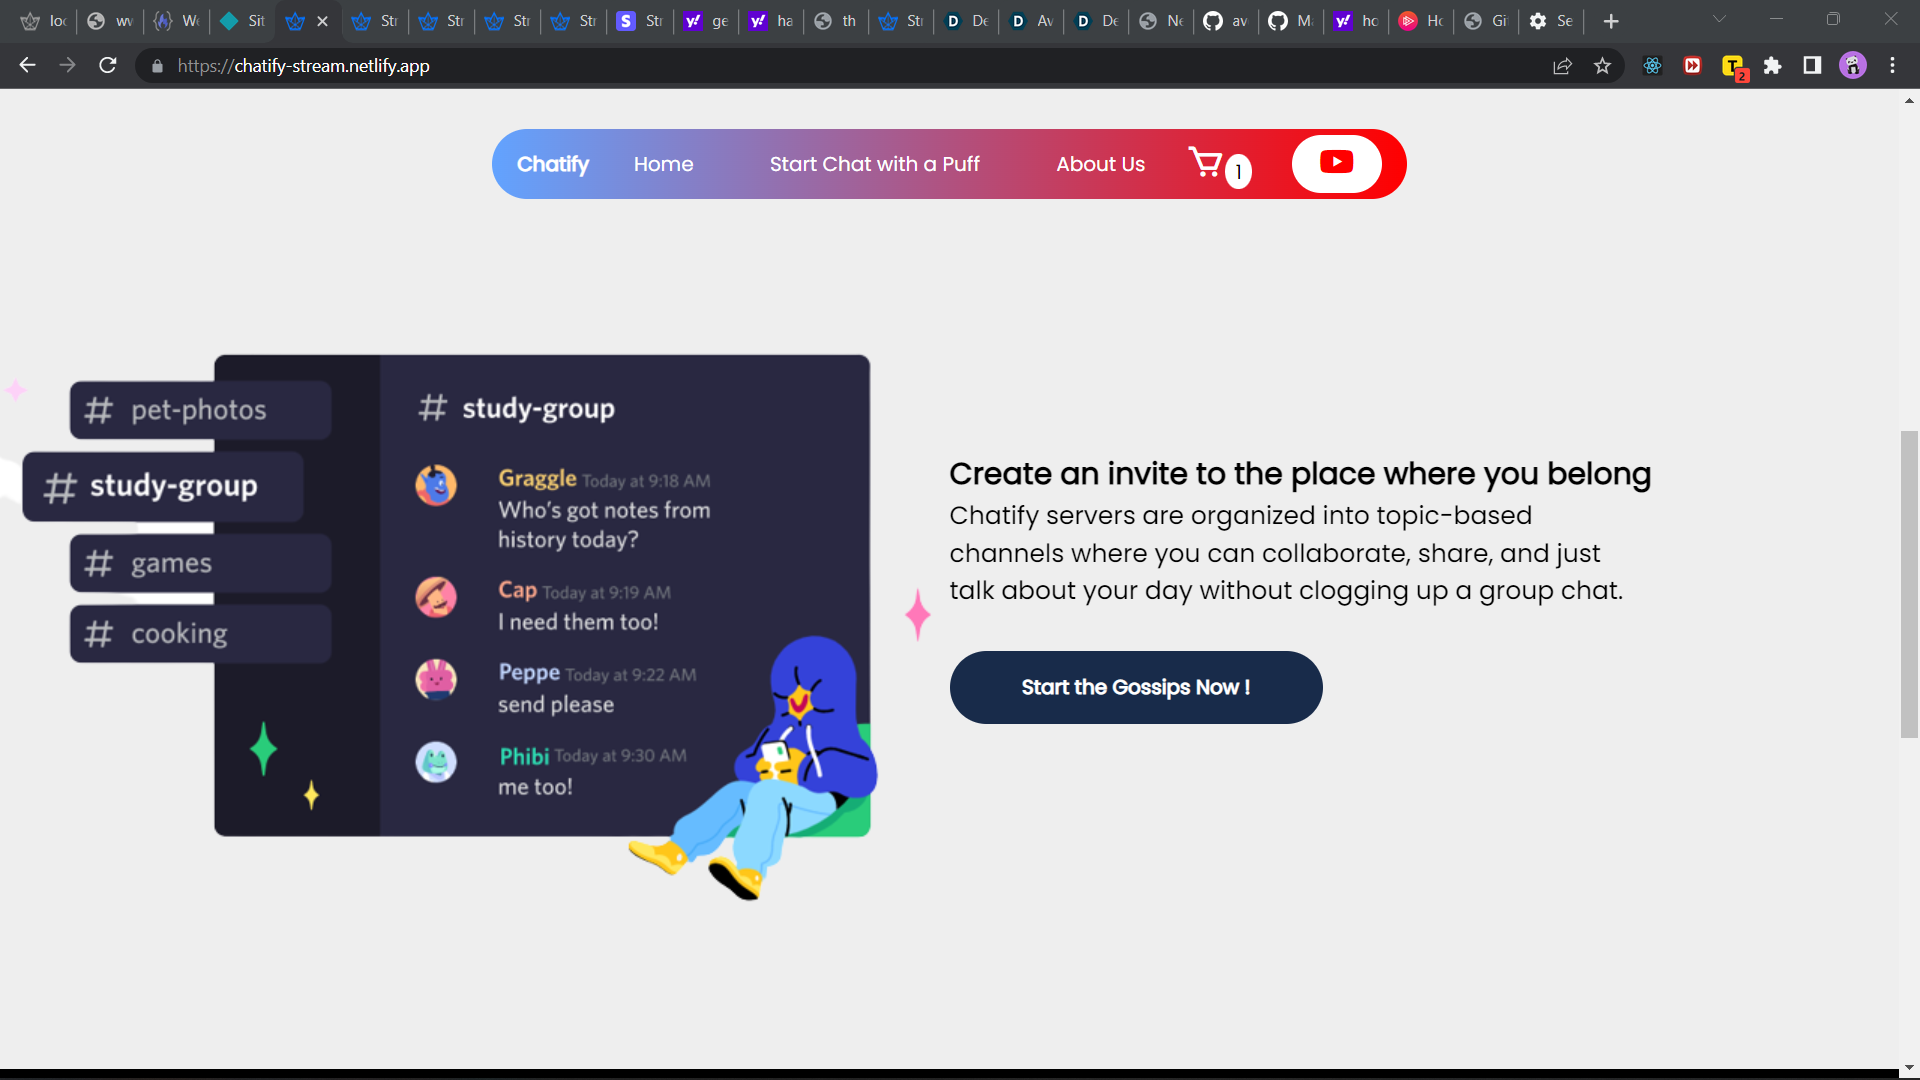 loc
Wε
Sit
Str
Str
Str
Str
Str
ge
ha
th
Str
De
Av
De
Ne
av
M
ho
Ho
Gi
Se
https://chatify-stream.netlify.app
2
Chatify Home Start Chat with a Puff About Us 1
# pet-photos
# study-group
# games
# cooking
# study-group
Graggle Today at 9:18 AM
Who's got notes from
history today?
Cap Today at 9:19 AM
I need them too!
Peppe Today at 9:22 AM
send please
Phibi Today at 9:30 AM
me too!
Create an invite to the place where you belong
Chatify servers are organized into topic-based
channels where you can collaborate, share, and just
talk about your day without clogging up a group chat.
Start the Gossips Now !